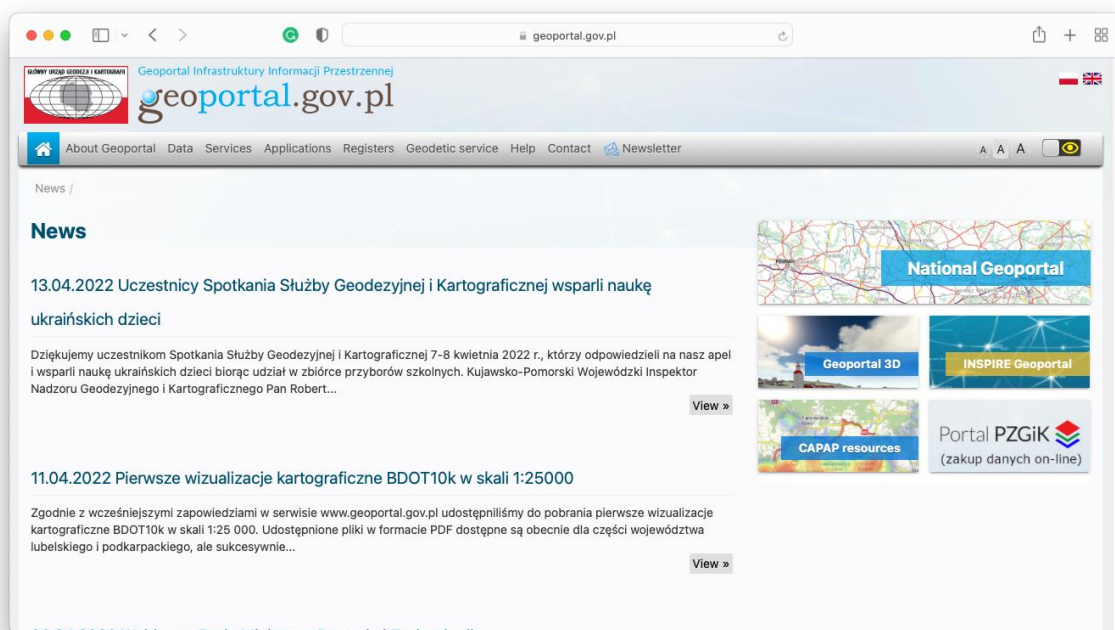 geoportal.gov.pl
GŁÓWNY URZĄD GEODEZJI I KARTOGRAFII
Geoportal Infrastruktury Informacji Przestrzennej
geoportal.gov.pl
About Geoportal Data Services Applications Registers Geodetic service Help Contact Newsletter A A A
News /
News
13.04.2022 Uczestnicy Spotkania Służby Geodezyjnej i Kartograficznej wsparli naukę
ukraińskich dzieci
Dziękujemy uczestnikom Spotkania Służby Geodezyjnej i Kartograficznej 7-8 kwietnia 2022 r., którzy odpowiedzieli na nasz apel
i wsparli naukę ukraińskich dzieci biorąc udział w zbiórce przyborów szkolnych. Kujawsko-Pomorski Wojewódzki Inspektor
Nadzoru Geodezyjnego i Kartograficznego Pan Robert...
View »
11.04.2022 Pierwsze wizualizacje kartograficzne BDOT10k w skali 1:25000
Zgodnie z wcześniejszymi zapowiedziami w serwisie www.geoportal.gov.pl udostępniliśmy do pobrania pierwsze wizualizacje
kartograficzne BDOT10k w skali 1:25 000. Udostępnione pliki w formacie PDF dostępne są obecnie dla części województwa
lubelskiego i podkarpackiego, ale sukcesywnie...
View »
National Geoportal
Geoportal 3D
INSPIRE Geoportal
CAPAP resources
Portal PZGiK
(zakup danych on-line)